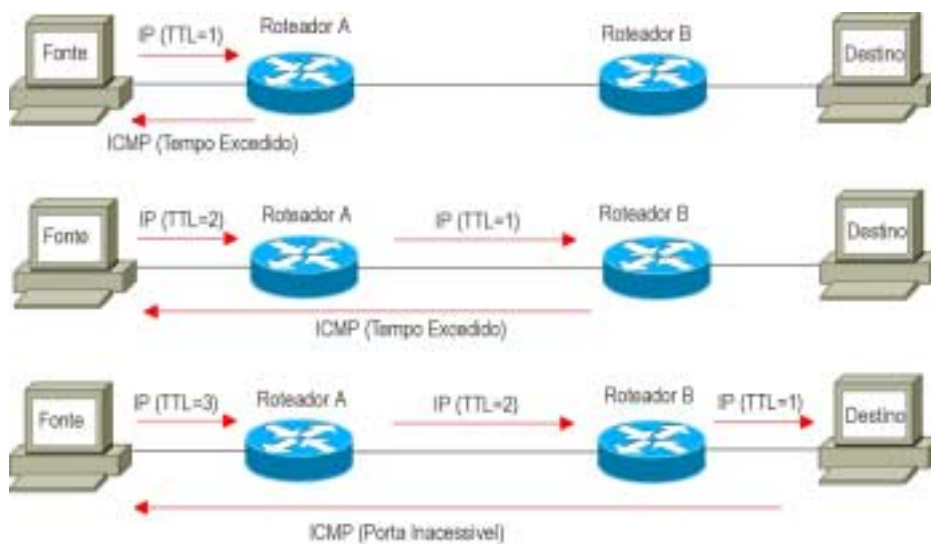 IP (TTL=1)
Roteador A
Roteador B
Fonte
Destino
ICMP (Tempo Excedido)
IP (TTL=2)
Roteador A
IP (TTL=1)
Roteador B
Fonte
Destino
ICMP (Tempo Excedido)
IP (TTL=3)
Roteador A
IP (TTL=2)
Roteador B
IP (TTL=1)
Fonte
Destino
ICMP (Porta Inacessivel)